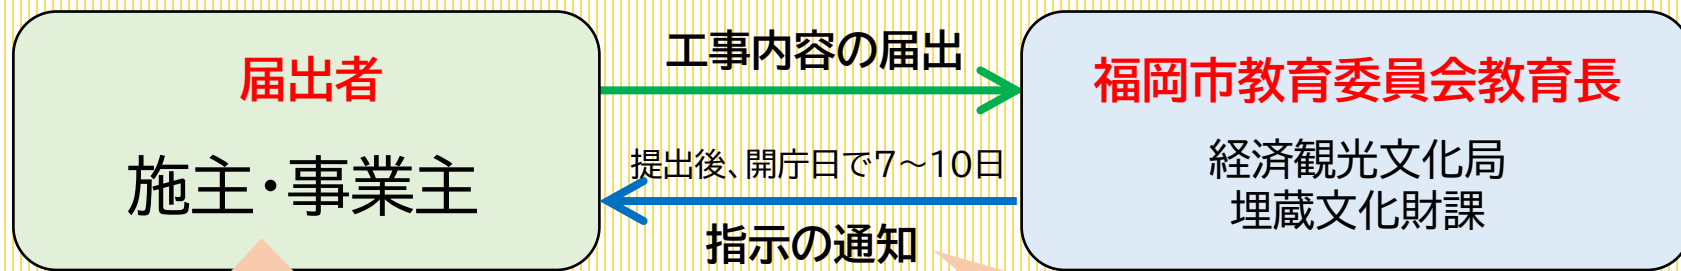 届出者
施主・事業主
工事内容の届出
提出後、開庁日で7～10日
指示の通知
福岡市教育委員会教育長
経済観光文化局
埋蔵文化財課